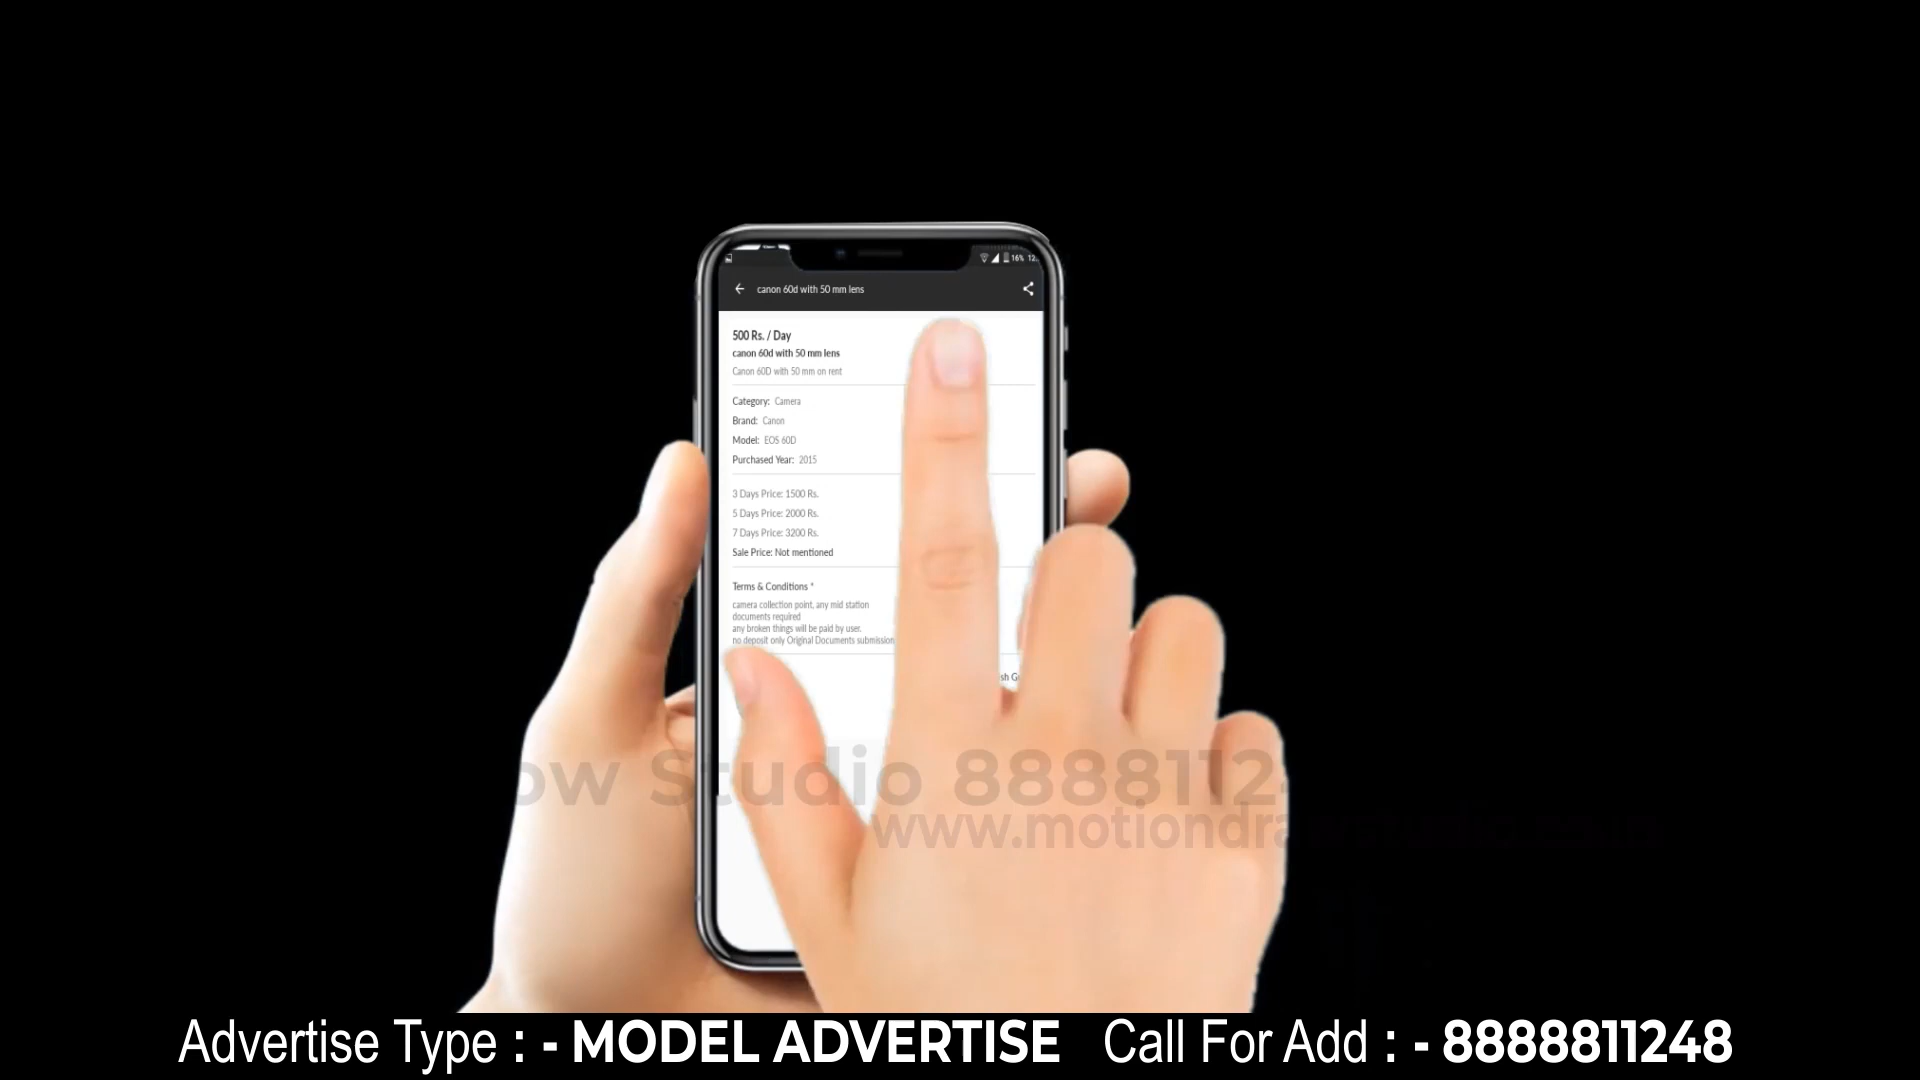 16%
canon 60d with 50 mm lens
500 Rs. / Day
canon 60d with 50 mm lens
Canon 60D with 50 mm on rent
Category: Camera
Brand: Canon
Model: EOS 60D
Purchased Year: 2015
3 Days Price: 1500 Rs.
5 Days Price: 2000 Rs.
7 Days Price: 3200 Rs.
Sale Price: Not mentioned
Terms & Conditions *
camera collection point, any mid station
documents required
any broken things will be paid by user.
no deposit only Original Documents submission
Studio 8888112
www.motiondra
Advertise Type : - MODEL ADVERTISE Call For Add : - 8888811248